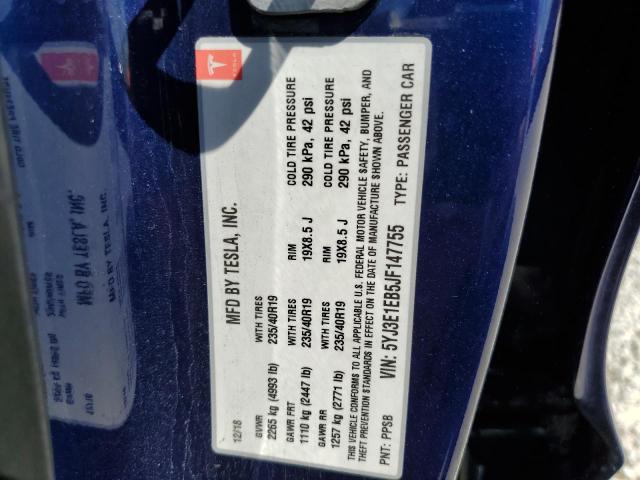 TESLA
12/18 MFD BY TESLA, INC.
GVWR WITH TIRES RIM COLD TIRE PRESSURE
2265 kg (4993 lb) 235/40R19 19X8.5 J 290 kPa, 42 psi
GAWR FRT WITH TIRES RIM COLD TIRE PRESSURE
1110 kg (2447 lb) 235/40R19 19X8.5 J 290 kPa, 42 psi
GAWR RR WITH TIRES
1257 kg (2771 lb) 235/40R19
THIS VEHICLE CONFORMS TO ALL APPLICABLE U.S. FEDERAL MOTOR VEHICLE SAFETY, BUMPER, AND
THEFT PREVENTION STANDARDS IN EFFECT ON THE DATE OF MANUFACTURE SHOWN ABOVE.
PNT: PPSB VIN: 5YJ3E1EB5JF147755 TYPE: PASSENGER CAR